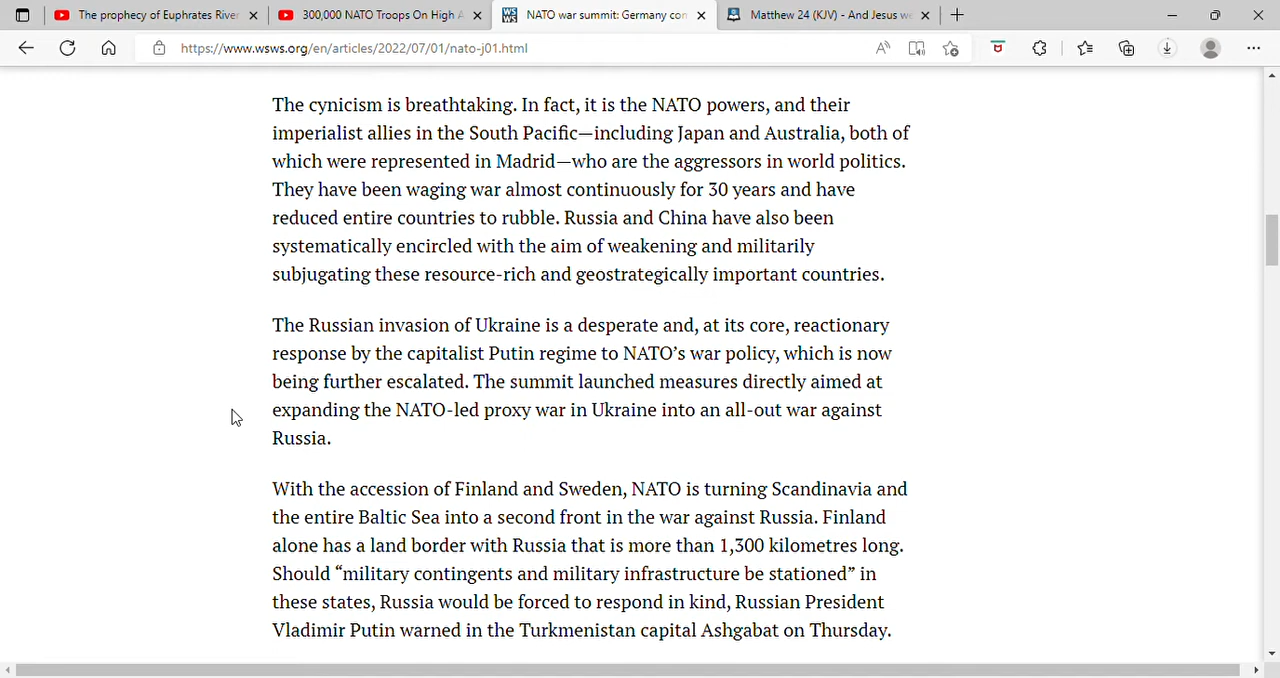 The prophecy of Euphrates River
300,000 NATO Troops On High A
NATO war summit: Germany con
Matthew 24 (KJV) - And Jesus we
https://www.wsws.org/en/articles/2022/07/01/nato-j01.html
The cynicism is breathtaking. In fact, it is the NATO powers, and their
imperialist allies in the South Pacific—including Japan and Australia, both of
which were represented in Madrid—who are the aggressors in world politics.
They have been waging war almost continuously for 30 years and have
reduced entire countries to rubble. Russia and China have also been
systematically encircled with the aim of weakening and militarily
subjugating these resource-rich and geostrategically important countries.
The Russian invasion of Ukraine is a desperate and, at its core, reactionary
response by the capitalist Putin regime to NATO’s war policy, which is now
being further escalated. The summit launched measures directly aimed at
expanding the NATO-led proxy war in Ukraine into an all-out war against
Russia.
With the accession of Finland and Sweden, NATO is turning Scandinavia and
the entire Baltic Sea into a second front in the war against Russia. Finland
alone has a land border with Russia that is more than 1,300 kilometres long.
Should “military contingents and military infrastructure be stationed” in
these states, Russia would be forced to respond in kind, Russian President
Vladimir Putin warned in the Turkmenistan capital Ashgabat on Thursday.